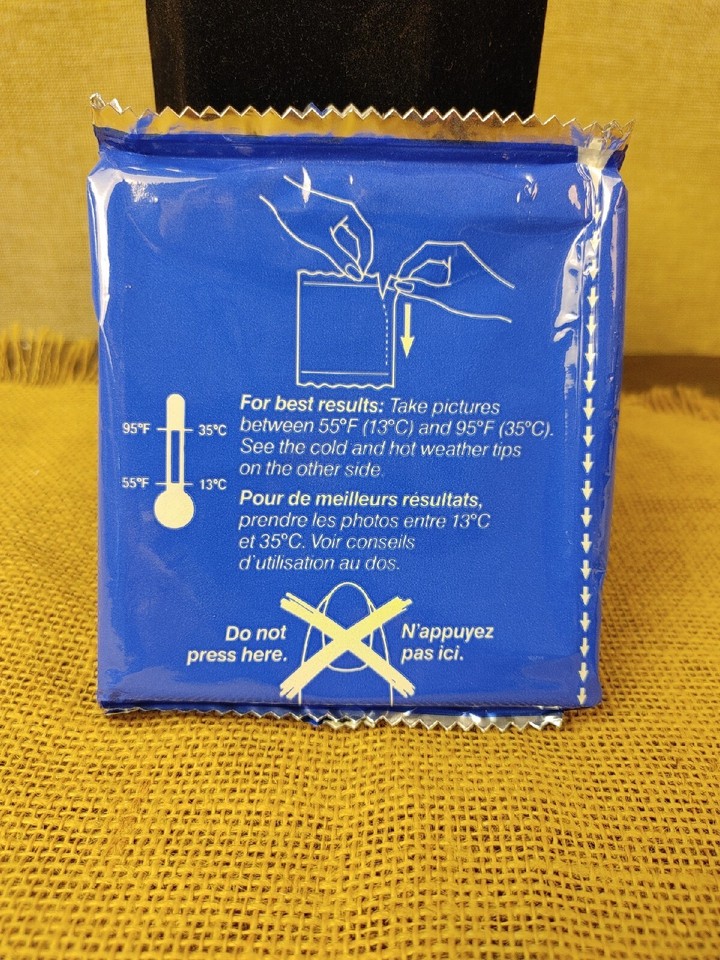 For best results: Take pictures
between 55°F (13°C) and 95°F (35°C).
See the cold and hot weather tips
on the other side.
95°F 35°C
55°F 13°C
Pour de meilleurs résultats,
prendre les photos entre 13°C
et 35°C. Voir conseils
d'utilisation au dos.
Do not
press here.
N'appuyez
pas ici.